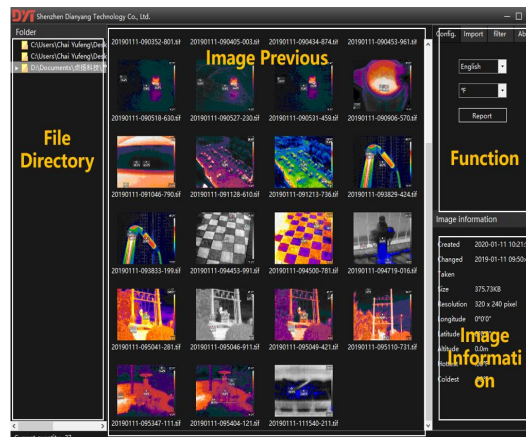 DYT Shenzhen Dianyang Technology Co., Ltd.
Folder
C:\Users\Chai Yufeng\Desk
C:\Users\Chai Yufeng\Desk
D:\Documents\
File
Directory
20190111-090352-801.tif 20190111-090405-003.tif 20190111-090434-874.tif 20190111-090453-961.tif
Image Previous
20190111-090518-630.tif 20190111-090527-230.tif 20190111-090531-459.tif 20190111-090906-570.tif
20190111-091046-790.tif 20190111-091128-610.tif 20190111-091213-736.tif 20190111-093829-424.tif
20190111-093833-199.tif 20190111-094453-991.tif 20190111-094500-781.tif 20190111-094719-016.tif
20190111-095041-281.tif 20190111-095046-911.tif 20190111-095049-421.tif 20190111-095110-731.tif
20190111-095347-111.tif 20190111-095404-121.tif 20190111-111540-211.tif
Config. Import filter Ab
English
°F
Report
Function
Image information
Created 2020-01-11 10:21:
Changed 2019-01-11 09:50:
Taken
Size 375.73KB
Resolution 320 x 240 pixel
Longitude 0°0'0"
Latitude
Altitude 0.0m
Coldest
Image
Informati
on